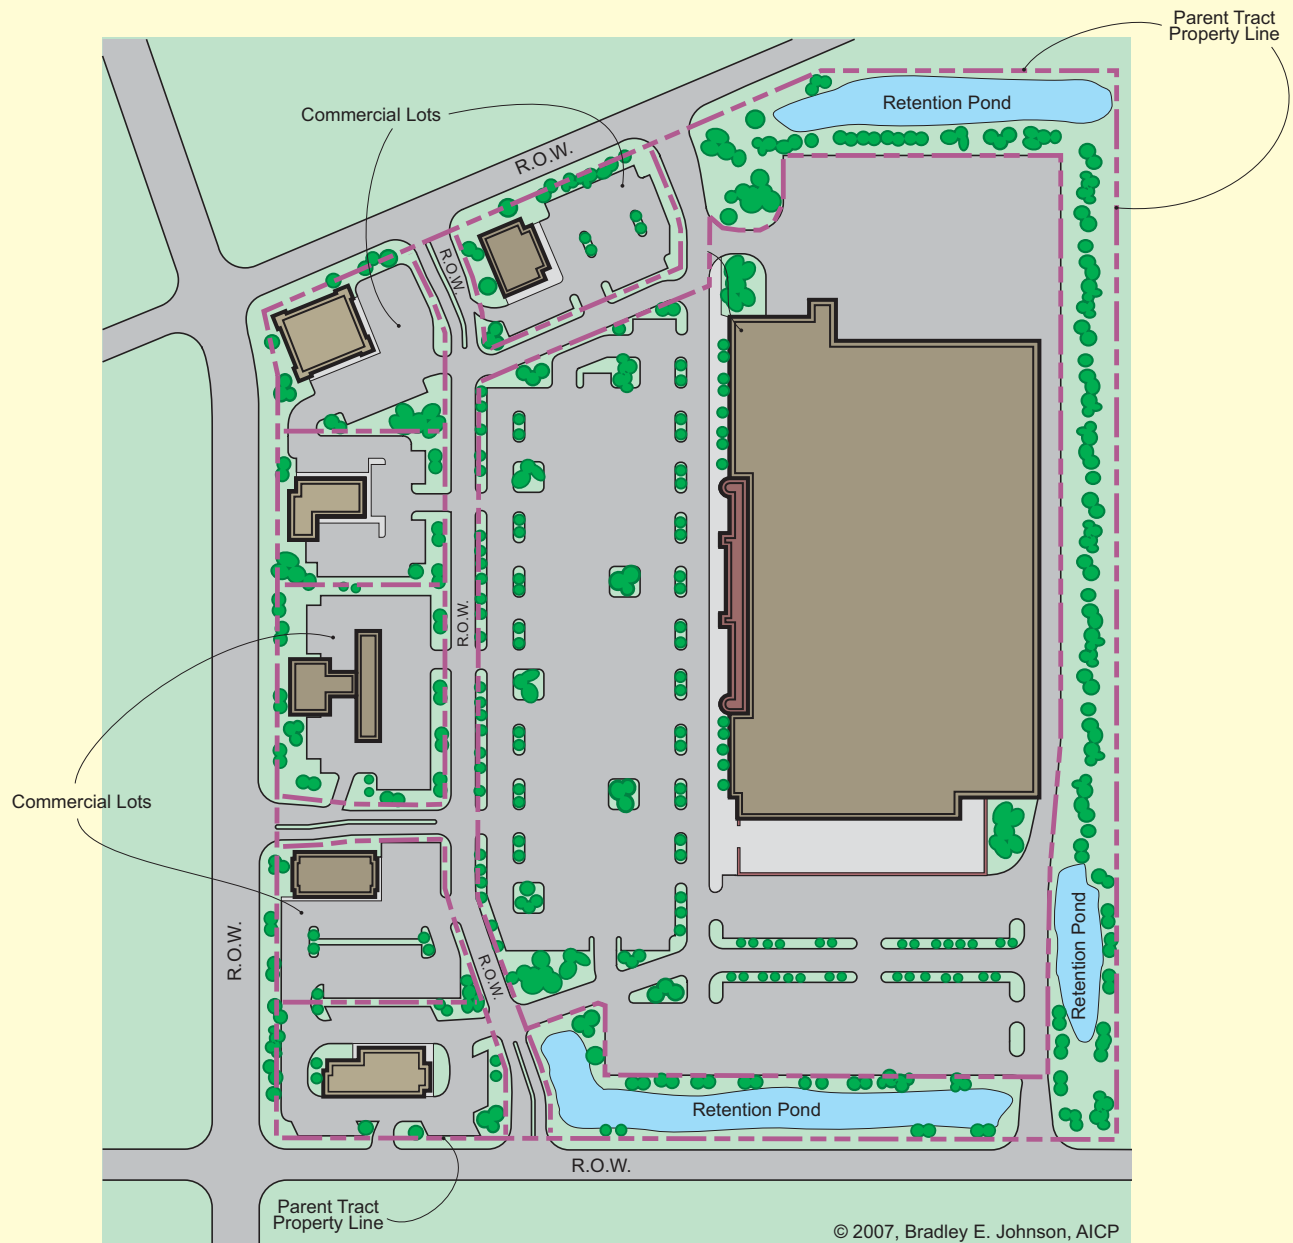 Parent Tract
Property Line
Retention Pond
Commercial Lots
R.O.W.
R.O.W.
R.O.W.
Commercial Lots
R.O.W.
R.O.W.
Retention Pond
Retention Pond
R.O.W.
Parent Tract
Property Line
© 2007, Bradley E. Johnson, AICP